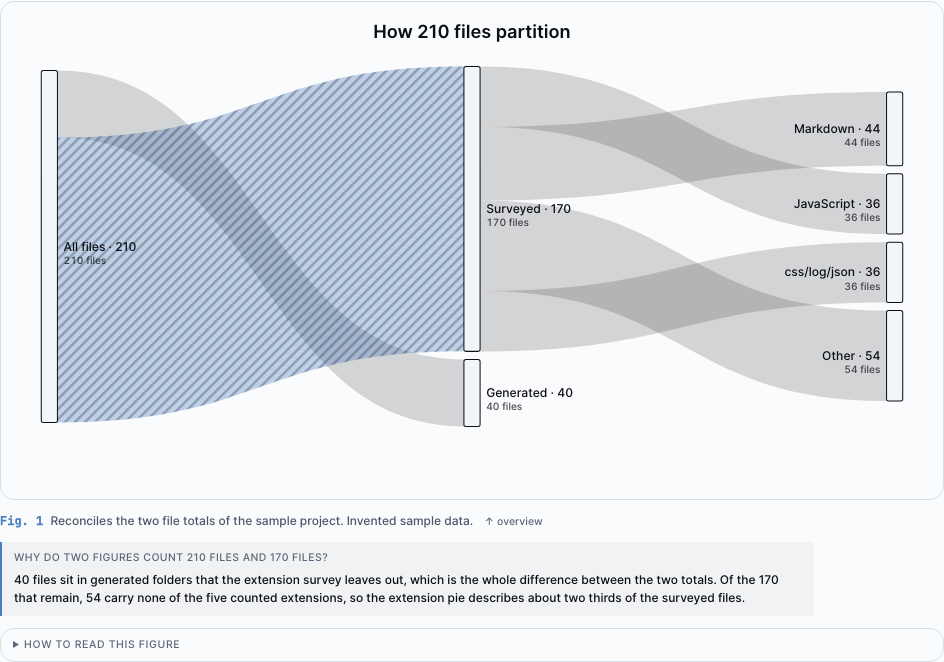 How 210 files partition
All files · 210
210 files
Surveyed · 170
170 files
Generated · 40
40 files
Markdown · 44
44 files
JavaScript · 36
36 files
css/log/json · 36
36 files
Other · 54
54 files
Fig. 1 Reconciles the two file totals of the sample project. Invented sample data. ↑ overview
WHY DO TWO FIGURES COUNT 210 FILES AND 170 FILES?
40 files sit in generated folders that the extension survey leaves out, which is the whole difference between the two totals. Of the 170
that remain, 54 carry none of the five counted extensions, so the extension pie describes about two thirds of the surveyed files.
▶ HOW TO READ THIS FIGURE